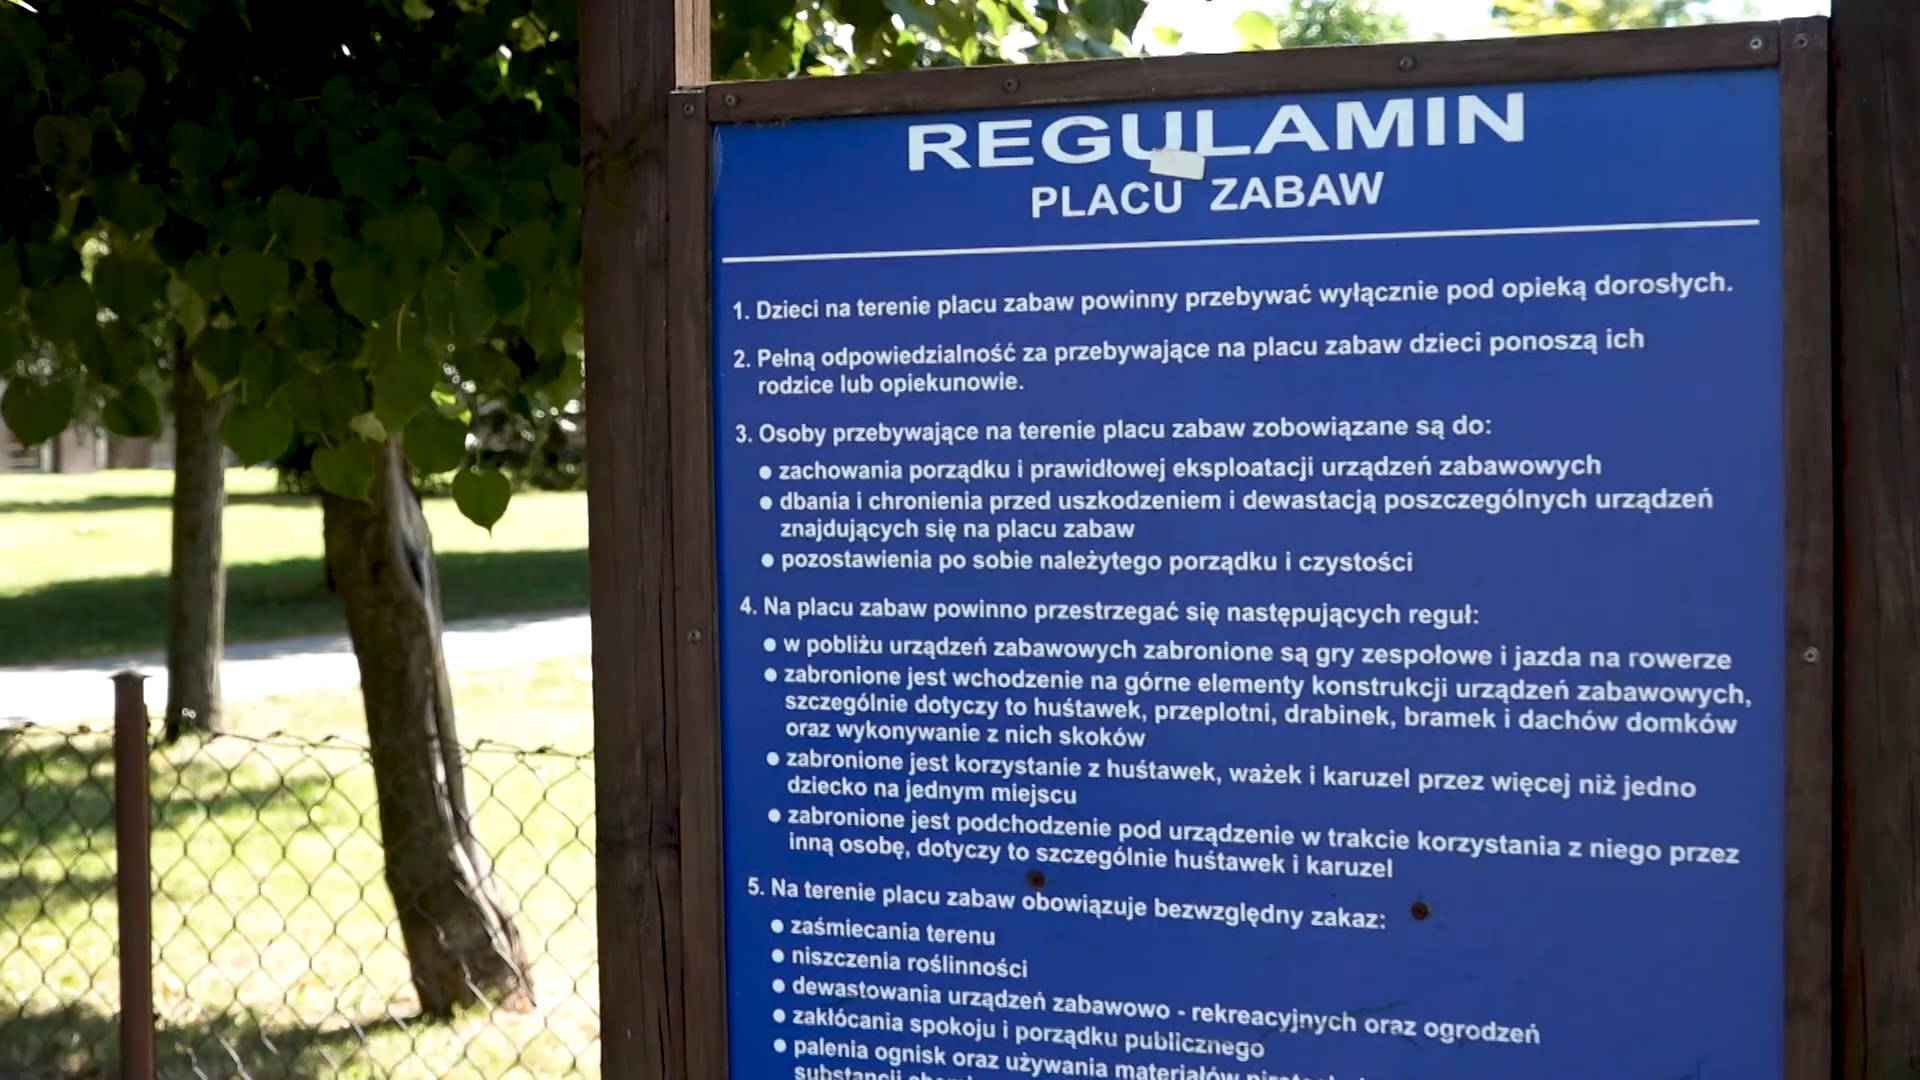 REGULAMIN
PLACU ZABAW
1. Dzieci na terenie placu zabaw powinny przebywać wyłącznie pod opieką dorosłych.
2. Pełną odpowiedzialność za przebywające na placu zabaw dzieci ponoszą ich
rodzice lub opiekunowie.
3. Osoby przebywające na terenie placu zabaw zobowiązane są do:
● zachowania porządku i prawidłowej eksploatacji urządzeń zabawowych
● dbania i chronienia przed uszkodzeniem i dewastacją poszczególnych urządzeń
znajdujących się na placu zabaw
● pozostawienia po sobie należytego porządku i czystości
4. Na placu zabaw powinno przestrzegać się następujących reguł:
● w pobliżu urządzeń zabawowych zabronione są gry zespołowe i jazda na rowerze
● zabronione jest wchodzenie na górne elementy konstrukcji urządzeń zabawowych,
szczególnie dotyczy to huśtawek, przeplotni, drabinek, bramek i dachów domków
oraz wykonywanie z nich skoków
● zabronione jest korzystanie z huśtawek, ważek i karuzel przez więcej niż jedno
dziecko na jednym miejscu
● zabronione jest podchodzenie pod urządzenie w trakcie korzystania z niego przez
inną osobę, dotyczy to szczególnie huśtawek i karuzel
5. Na terenie placu zabaw obowiązuje bezwzględny zakaz:
● zaśmiecania terenu
● niszczenia roślinności
● dewastowania urządzeń zabawowo - rekreacyjnych oraz ogrodzeń
● zakłócania spokoju i porządku publicznego
● palenia ognisk oraz używania materiałów
substancji